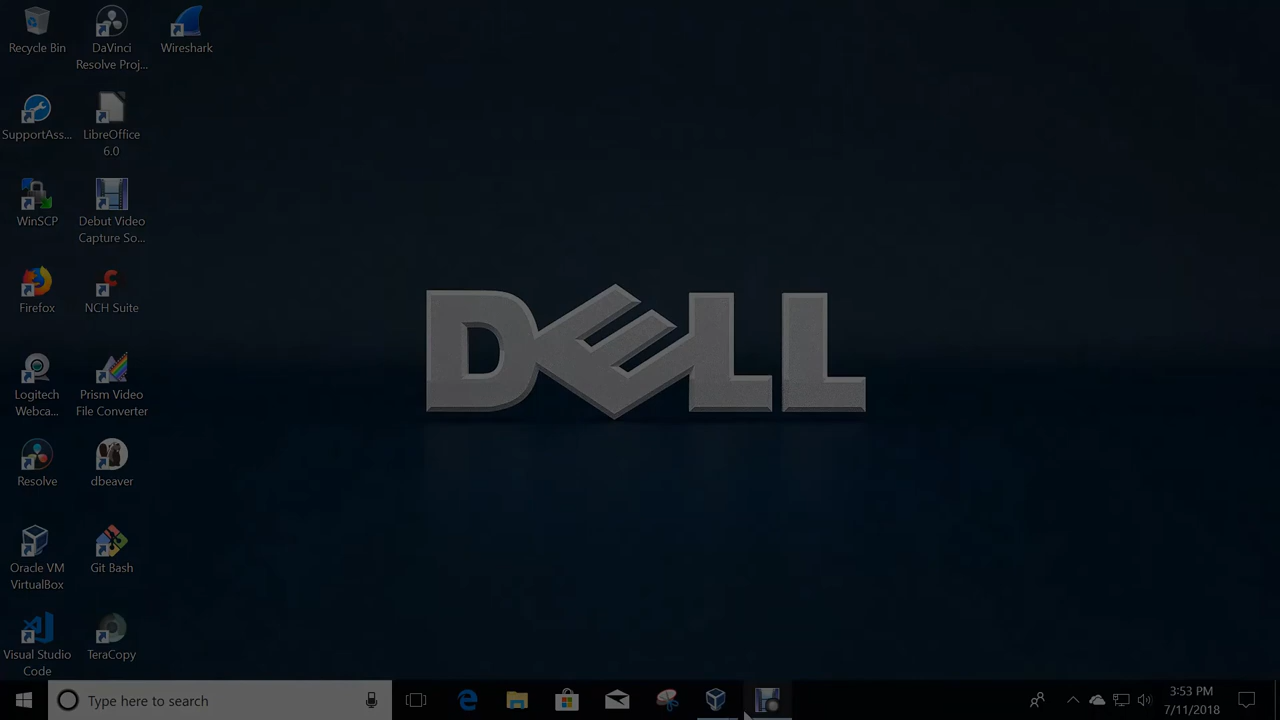 Recycle Bin
DaVinci
Resolve Proj...
Wireshark
SupportAss...
LibreOffice
6.0
WinSCP
Debut Video
Capture So...
Firefox
NCH Suite
Logitech
Webca...
Prism Video
File Converter
Resolve
dbeaver
Oracle VM
VirtualBox
Git Bash
Visual Studio
Code
TeraCopy
DELL
Type here to search
3:53 PM
7/11/2018